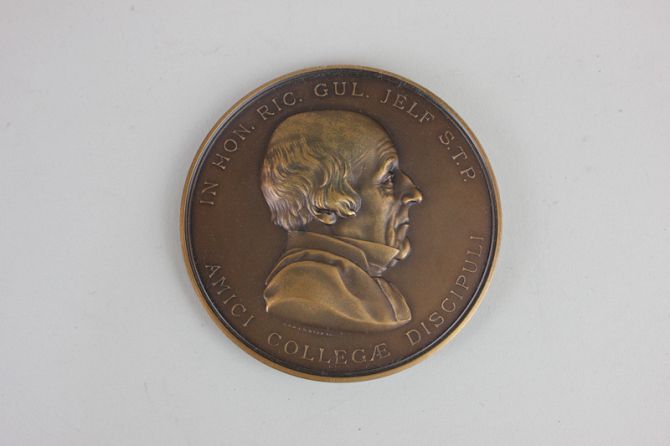 IN HON. RIC. GUL. JELF S.T.P.
AMICI COLLEGÆ DISCIPULI